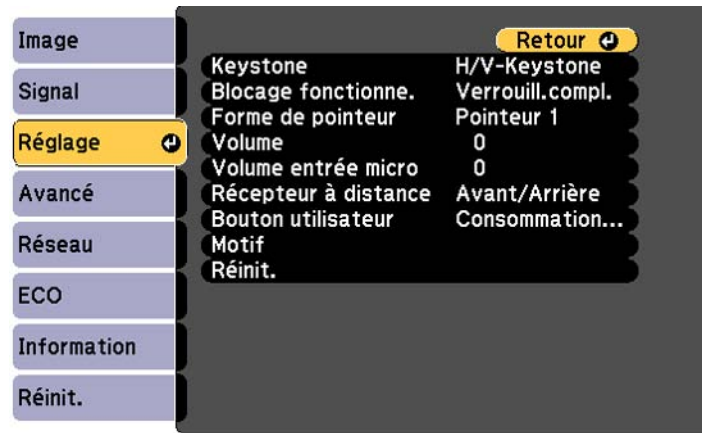 Image
Signal
Réglage
Avancé
Réseau
ECO
Information
Réinit.
Retour
Keystone H/V-Keystone
Blocage fonctionne. Verrouill.compl.
Forme de pointeur Pointeur 1
Volume 0
Volume entrée micro 0
Récepteur à distance Avant/Arrière
Bouton utilisateur Consommation...
Motif
Réinit.